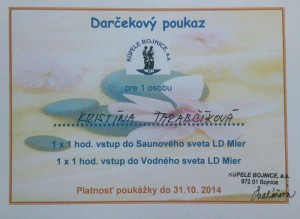 Darčekový poukaz
KÚPELE BOJNICE, a.s.
pre 1 osobu
KRISTÍNA TARABČÍKOVÁ
1 x 1 hod. vstup do Saunového sveta LD Mier
1 x 1 hod. vstup do Vodného sveta LD Mier
KÚPELE BOJNICE, a.s.
972 01 Bojnice
Platnosť poukážky do 31.10. 2014